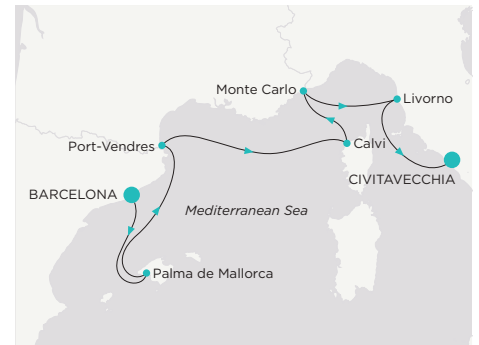 Monte Carlo
Livorno
Port-Vendres
Calvi
CIVITAVECCHIA
BARCELONA
Mediterranean Sea
Palma de Mallorca